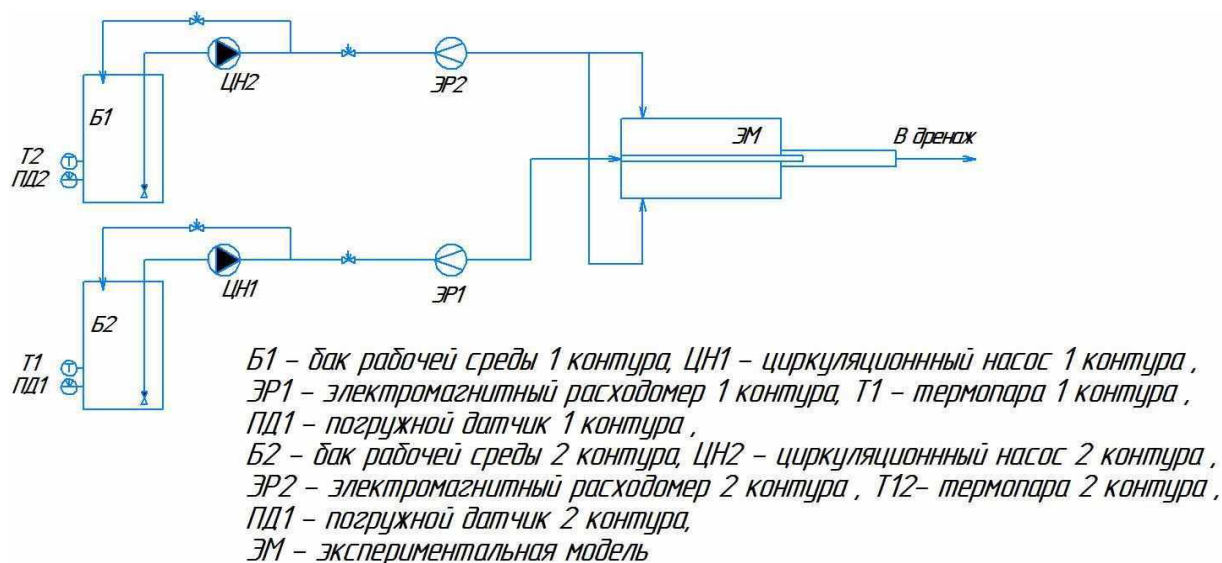 ЦН2
ЭР2
Б1
ЭМ
В дренаж
Т2
Т
ПД2
ЦН1
ЭР1
Б2
Т1
Т
ПД1
Б1 – бак рабочей среды 1 контура, ЦН1 – циркуляционнный насос 1 контура ,
ЭР1 – электромагнитный расходомер 1 контура, Т1 – термопара 1 контура ,
ПД1 – погружной датчик 1 контура ,
Б2 – бак рабочей среды 2 контура, ЦН2 – циркуляционнный насос 2 контура ,
ЭР2 – электромагнитный расходомер 2 контура , Т12– термопара 2 контура ,
ПД1 – погружной датчик 2 контура,
ЭМ – экспериментальная модель